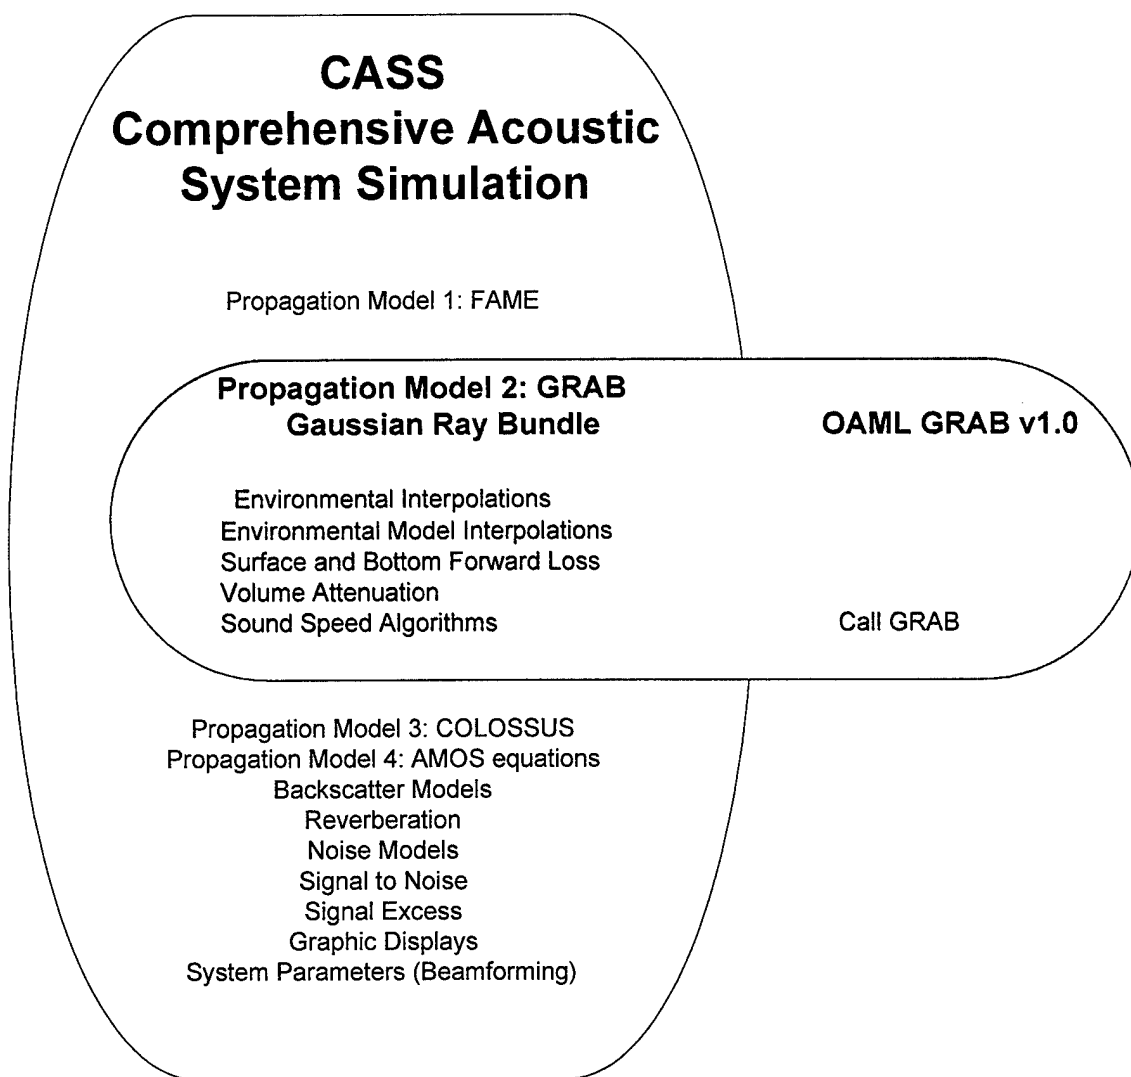 CASS
Comprehensive Acoustic
System Simulation
Propagation Model 1: FAME
Propagation Model 2: GRAB
Gaussian Ray Bundle
OAML GRAB v1.0
Environmental Interpolations
Environmental Model Interpolations
Surface and Bottom Forward Loss
Volume Attenuation
Sound Speed Algorithms
Call GRAB
Propagation Model 3: COLOSSUS
Propagation Model 4: AMOS equations
Backscatter Models
Reverberation
Noise Models
Signal to Noise
Signal Excess
Graphic Displays
System Parameters (Beamforming)